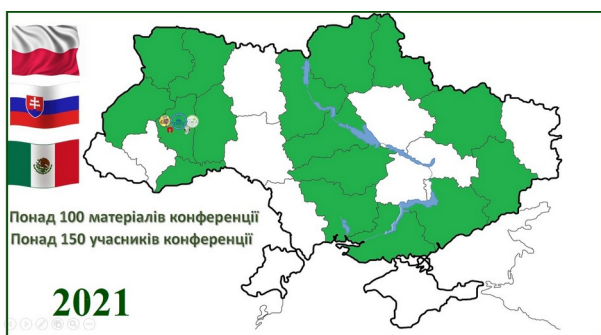 Понад 100 матеріалів конференції
Понад 150 учасників конференції
2021